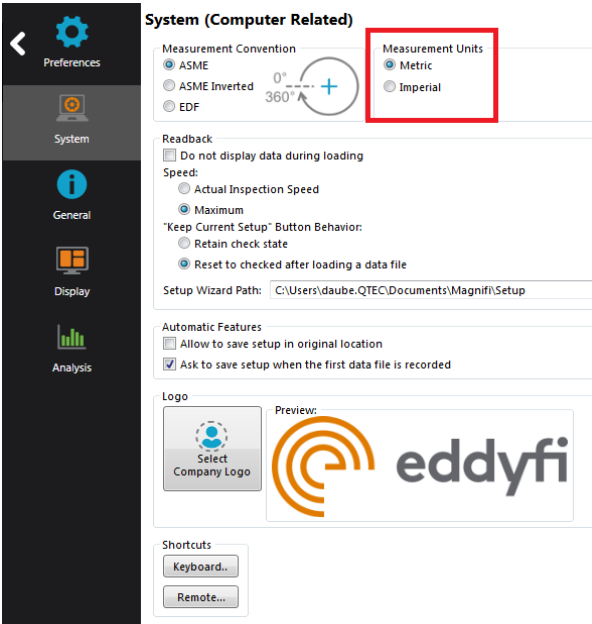 System (Computer Related)
Preferences
System
General
Display
Analysis
Measurement Convention
ASME
ASME Inverted
EDF
0°
360°
Measurement Units
Metric
Imperial
Readback
Do not display data during loading
Speed:
Actual Inspection Speed
Maximum
"Keep Current Setup" Button Behavior:
Retain check state
Reset to checked after loading a data file
Setup Wizard Path: C:\Users\daube.QTEC\Documents\Magnifi\Setup
Automatic Features
Allow to save setup in original location
Ask to save setup when the first data file is recorded
Logo
Select
Company Logo
Preview:
eddyfi
Shortcuts
Keyboard..
Remote...